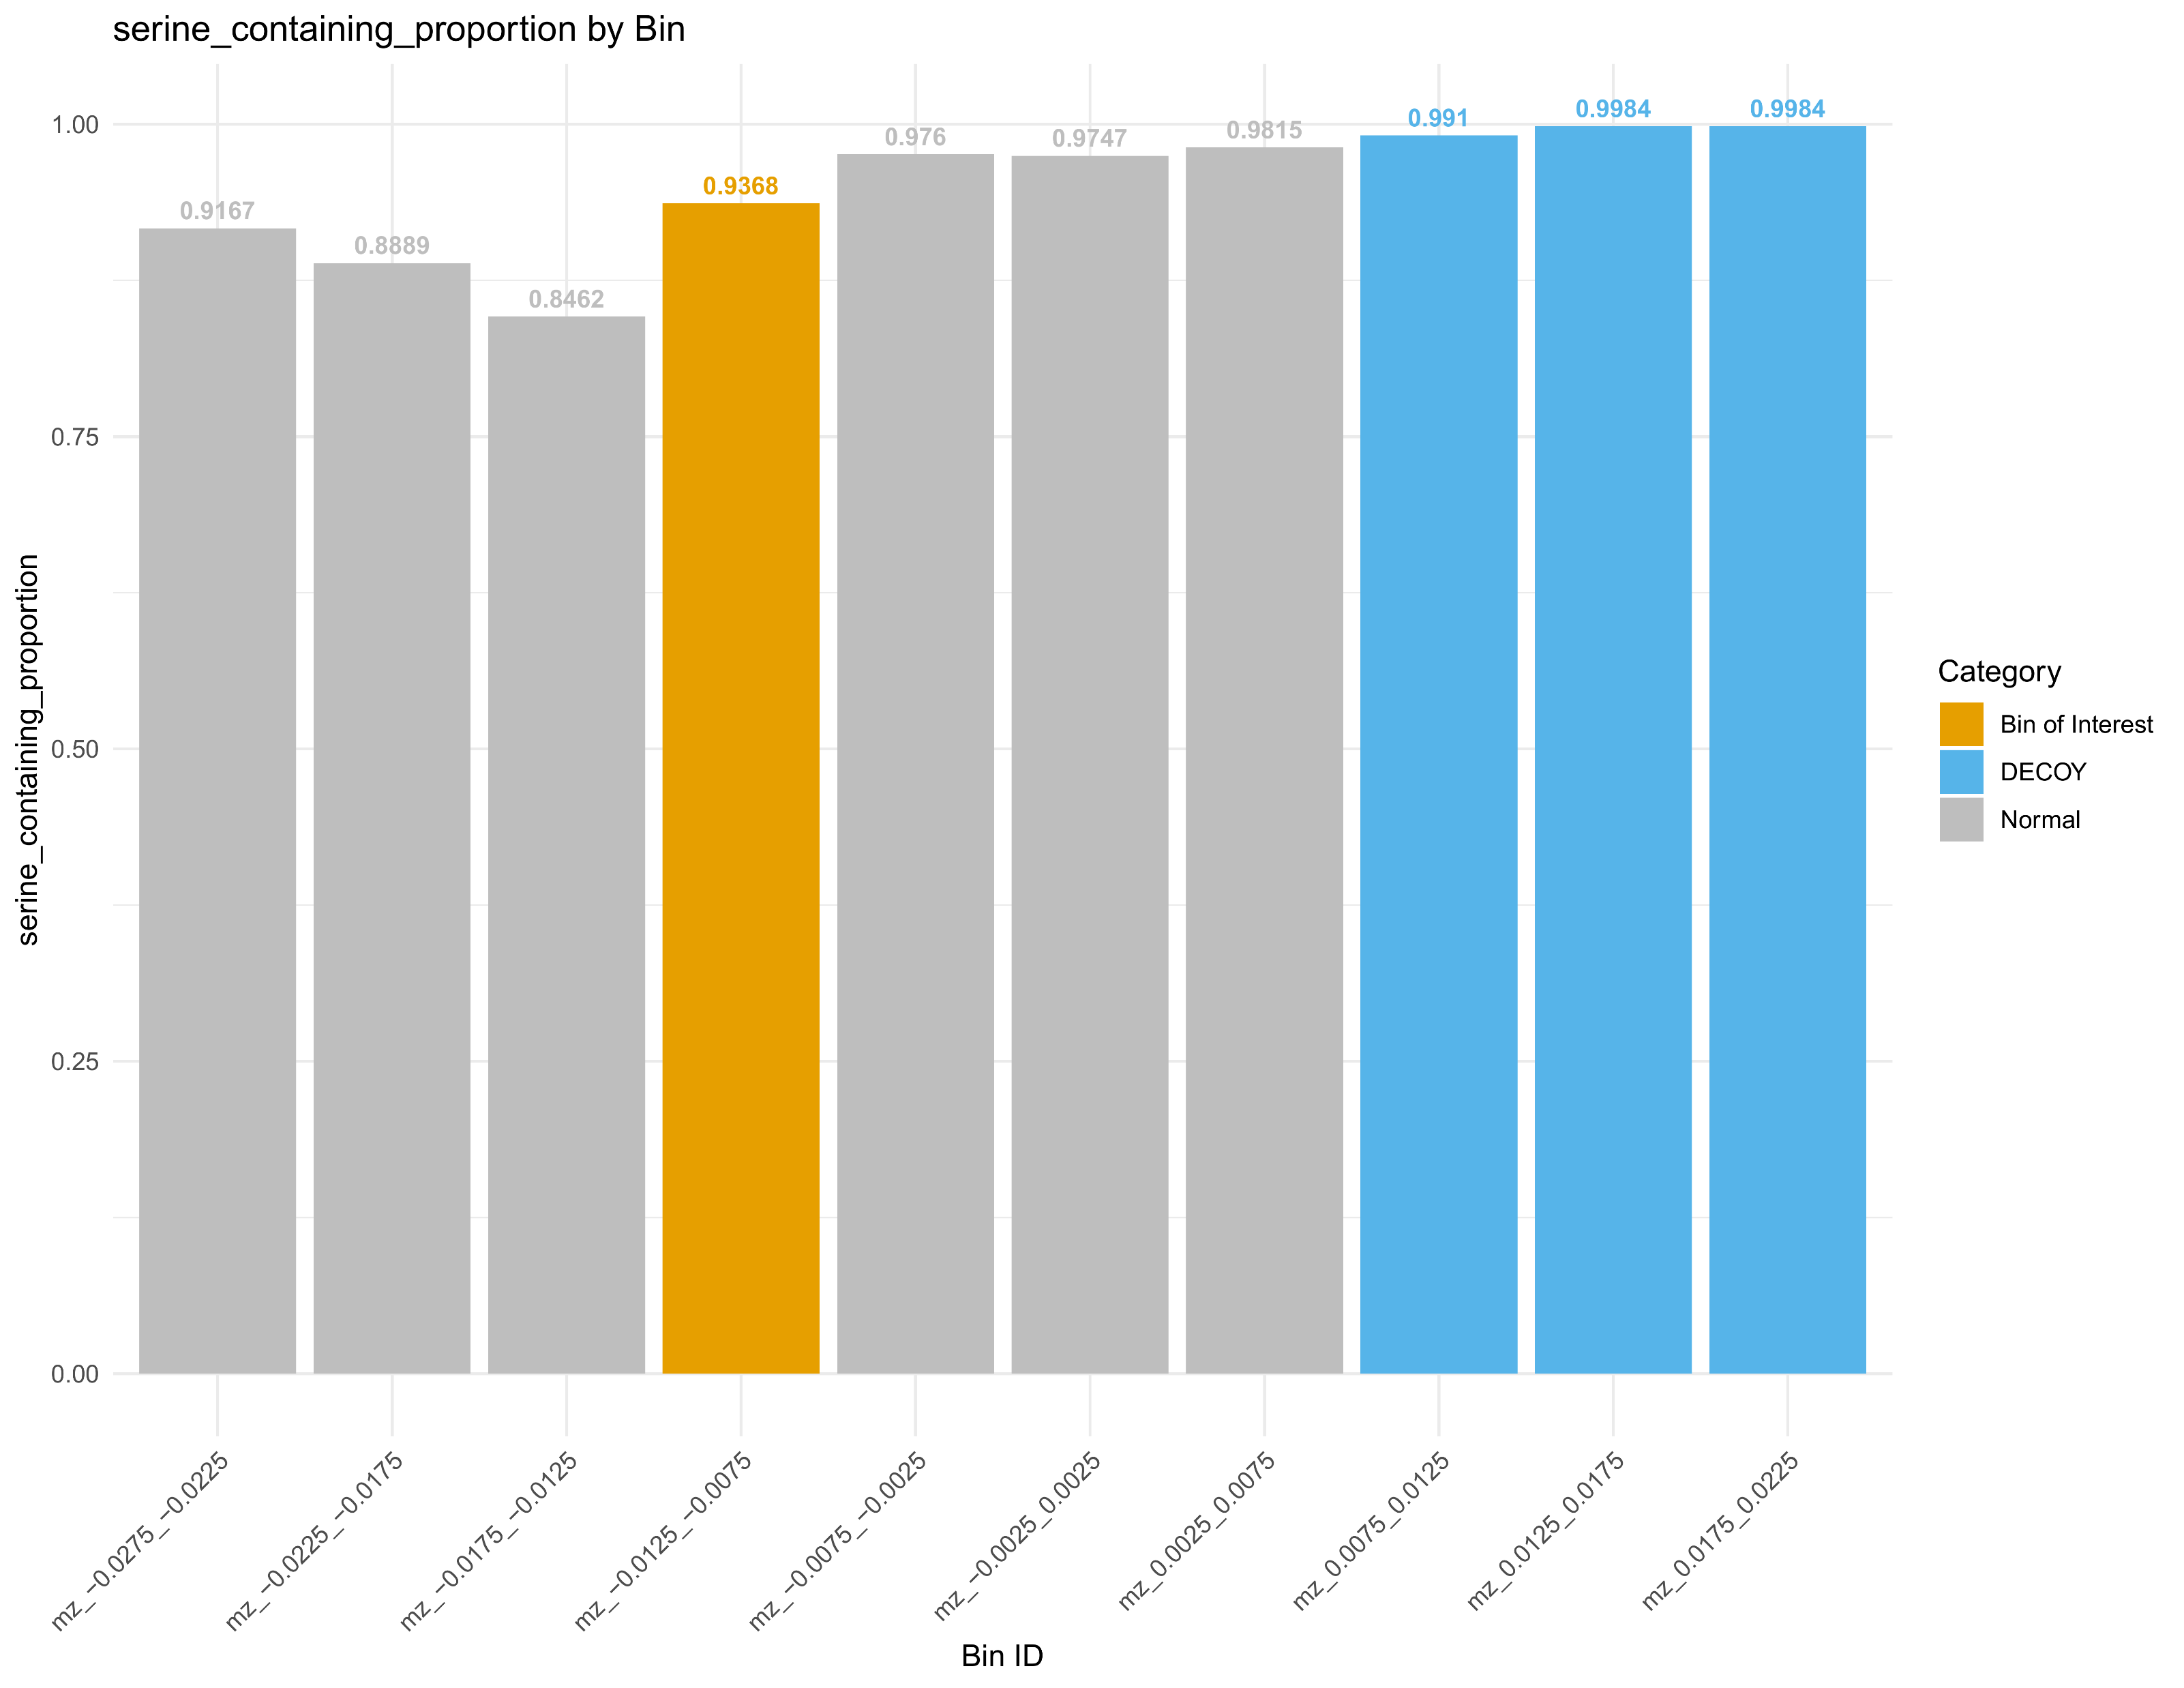 serine_containing_proportion by Bin
1.00
0.75
0.50
0.25
0.00
serine_containing_proportion
0.9167
0.8889
0.8462
0.9368
0.976
0.9747
0.9815
0.991
0.9984
0.9984
mz_−0.0275_−0.0225
mz_−0.0225_−0.0175
mz_−0.0175_−0.0125
mz_−0.0125_−0.0075
mz_−0.0075_−0.0025
mz_−0.0025_0.0025
mz_0.0025_0.0075
mz_0.0075_0.0125
mz_0.0125_0.0175
mz_0.0175_0.0225
Bin ID
Category
Bin of Interest
DECOY
Normal